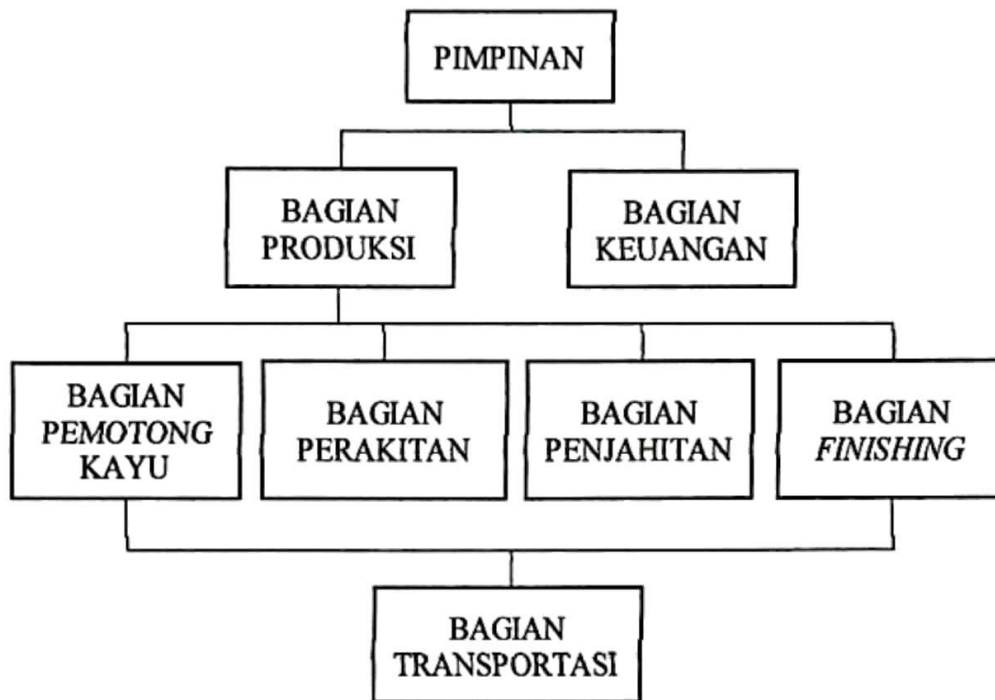 PIMPINAN
BAGIAN
PRODUKSI
BAGIAN
KEUANGAN
BAGIAN
PEMOTONG
KAYU
BAGIAN
PERAKITAN
BAGIAN
PENJAHITAN
BAGIAN
FINISHING
BAGIAN
TRANSPORTASI